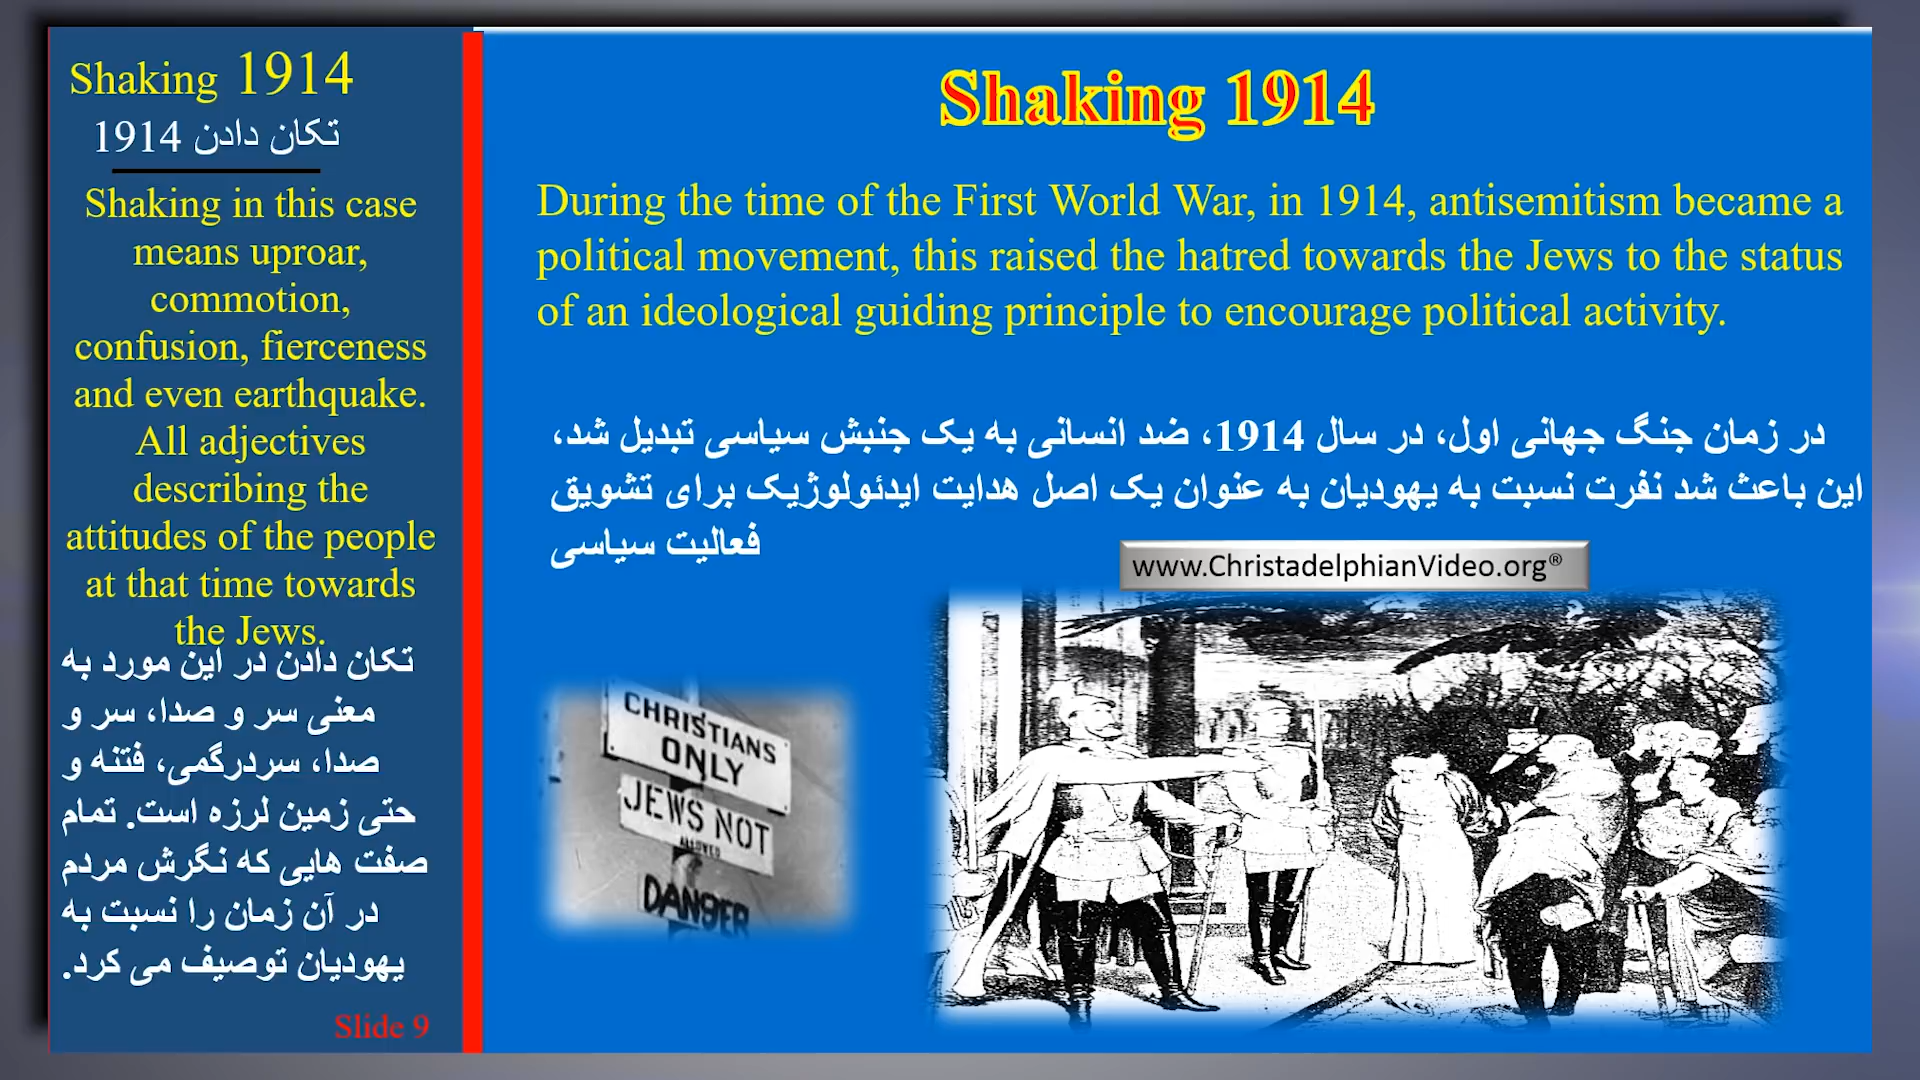 Shaking 1914
تکان دادن 1914
Shaking in this case
means uproar,
commotion,
confusion, fierceness
and even earthquake.
All adjectives
describing the
attitudes of the people
at that time towards
the Jews.
تکان دادن در این مورد به
معنی سر و صدا، سر و
صدا، سردرگمی، فتنه و
حتی زمین لرزه است. تمام
صفت هایی که نگرش مردم
در آن زمان را نسبت به
یهودیان توصیف می کرد.
Slide 9
Shaking 1914
During the time of the First World War, in 1914, antisemitism became a
political movement, this raised the hatred towards the Jews to the status
of an ideological guiding principle to encourage political activity.
در زمان جنگ جهانی اول، در سال 1914، ضد انسانی به یک جنبش سیاسی تبدیل شد،
این باعث شد نفرت نسبت به یهودیان به عنوان یک اصل هدایت ایدئولوژیک برای تشویق
فعالیت سیاسی
www.ChristadelphianVideo.org®
CHRISTIANS
ONLY
JEWS NOT
ALLOWED
DANGER